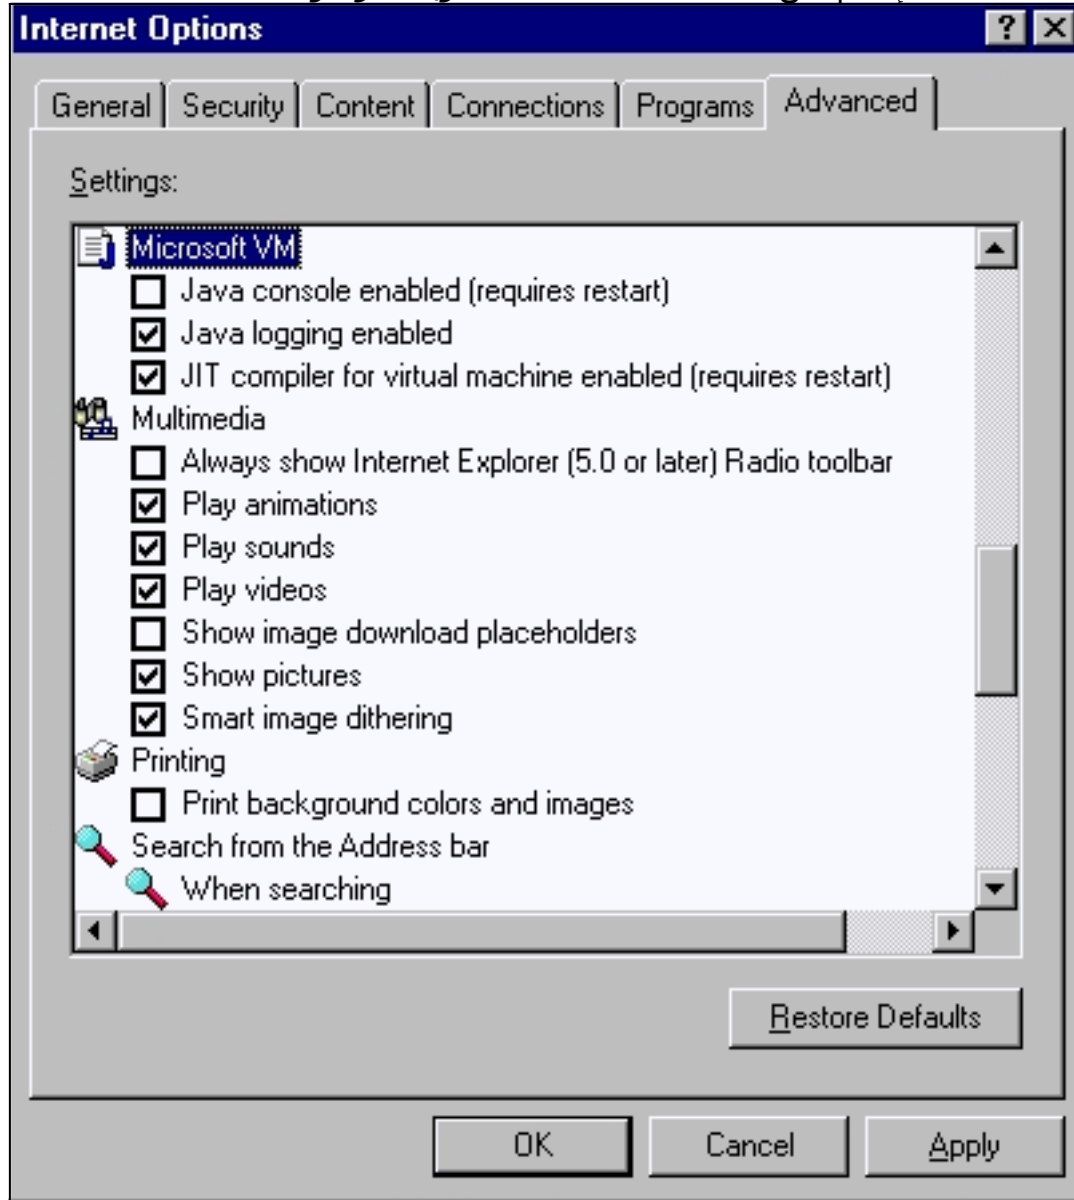 Internet Options
General Security Content Connections Programs Advanced
Settings:
Microsoft VM
Java console enabled (requires restart)
Java logging enabled
JIT compiler for virtual machine enabled (requires restart)
Multimedia
Always show Internet Explorer (5.0 or later) Radio toolbar
Play animations
Play sounds
Play videos
Show image download placeholders
Show pictures
Smart image dithering
Printing
Print background colors and images
Search from the Address bar
When searching
Restore Defaults
OK Cancel Apply